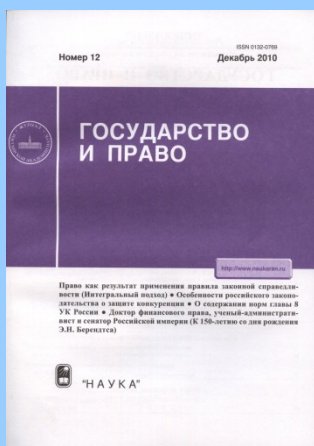 ISSN 0132-0769
Номер 12 Декабрь 2010
ГОСУДАРСТВО
И ПРАВО
http://www.naukaran.ru
Право как результат применения правила законной справедли-
вости (Интегральный подход) • Особенности российского законо-
дательства о защите конкуренции • О содержании норм главы 8
УК России • Доктор финансового права, ученый-администрати-
вист и сенатор Российской империи (К 150-летию со дня рождения
Э.Н. Берендтса)
"НАУКА"